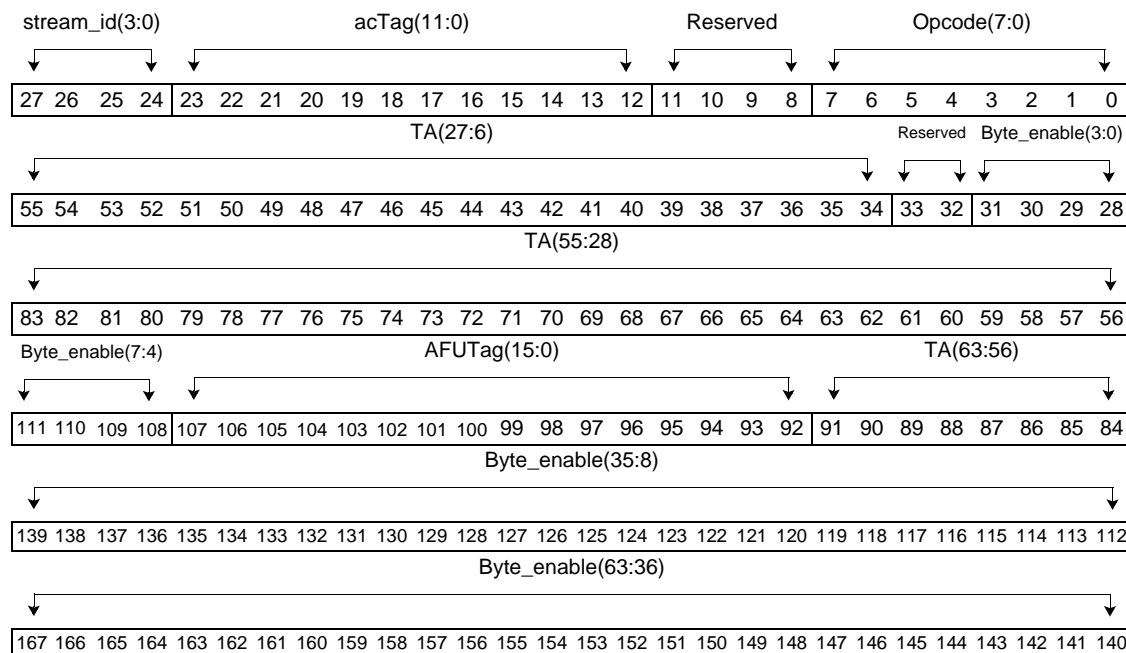 stream_id(3:0) acTag(11:0) Reserved Opcode(7:0)
27 26 25 24 23 22 21 20 19 18 17 16 15 14 13 12 11 10 9 8 7 6 5 4 3 2 1 0
TA(27:6) Reserved Byte_enable(3:0)
55 54 53 52 51 50 49 48 47 46 45 44 43 42 41 40 39 38 37 36 35 34 33 32 31 30 29 28
TA(55:28)
83 82 81 80 79 78 77 76 75 74 73 72 71 70 69 68 67 66 65 64 63 62 61 60 59 58 57 56
Byte_enable(7:4) AFUTag(15:0) TA(63:56)
111 110 109 108 107 106 105 104 103 102 101 100 99 98 97 96 95 94 93 92 91 90 89 88 87 86 85 84
Byte_enable(35:8)
139 138 137 136 135 134 133 132 131 130 129 128 127 126 125 124 123 122 121 120 119 118 117 116 115 114 113 112
Byte_enable(63:36)
167 166 165 164 163 162 161 160 159 158 157 156 155 154 153 152 151 150 149 148 147 146 145 144 143 142 141 140